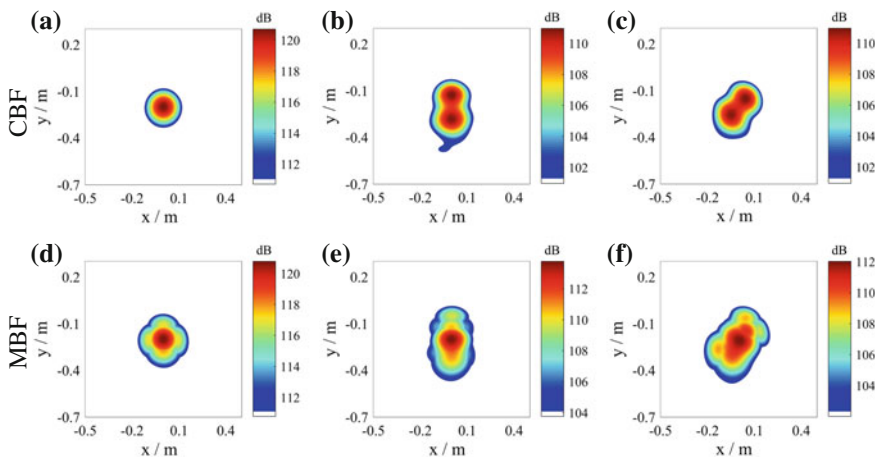 (a) dB
CBF
y / m
0.2
-0.1
-0.4
-0.7
-0.5 -0.2 0.1 0.4
x / m
120
118
116
114
112
(b) dB
y / m
0.2
-0.1
-0.4
-0.7
-0.5 -0.2 0.1 0.4
x / m
110
108
106
104
102
(c) dB
y / m
0.2
-0.1
-0.4
-0.7
-0.5 -0.2 0.1 0.4
x / m
110
108
106
104
102
(d) dB
MBF
y / m
0.2
-0.1
-0.4
-0.7
-0.5 -0.2 0.1 0.4
x / m
120
118
116
114
112
(e) dB
y / m
0.2
-0.1
-0.4
-0.7
-0.5 -0.2 0.1 0.4
x / m
112
110
108
106
104
(f) dB
y / m
0.2
-0.1
-0.4
-0.7
-0.5 -0.2 0.1 0.4
x / m
112
110
108
106
104